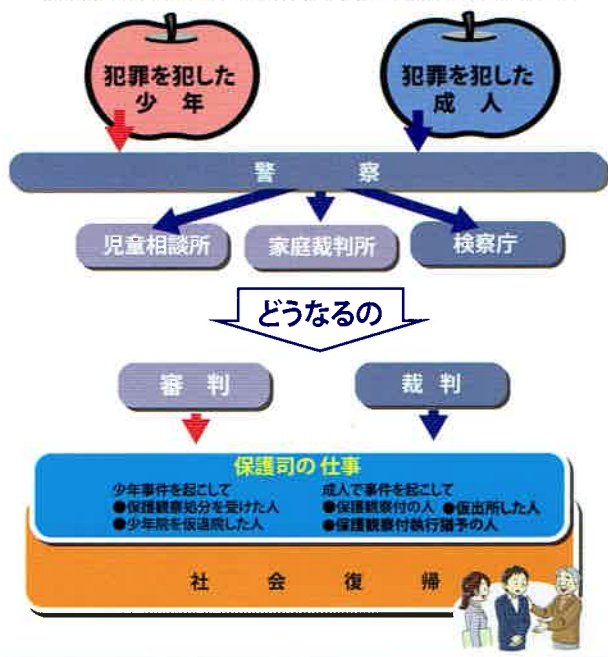 犯罪を犯した
少　年
犯罪を犯した
成　人
警　察
児童相談所
家庭裁判所
検察庁
どうなるの
審　判
裁　判
保護司の仕事
少年事件を起こして
●保護観察処分を受けた人
●少年院を仮退院した人
成人で事件を起こして
●保護観察付の人　●仮出所した人
●保護観察付執行猶予の人
社　会　復　帰